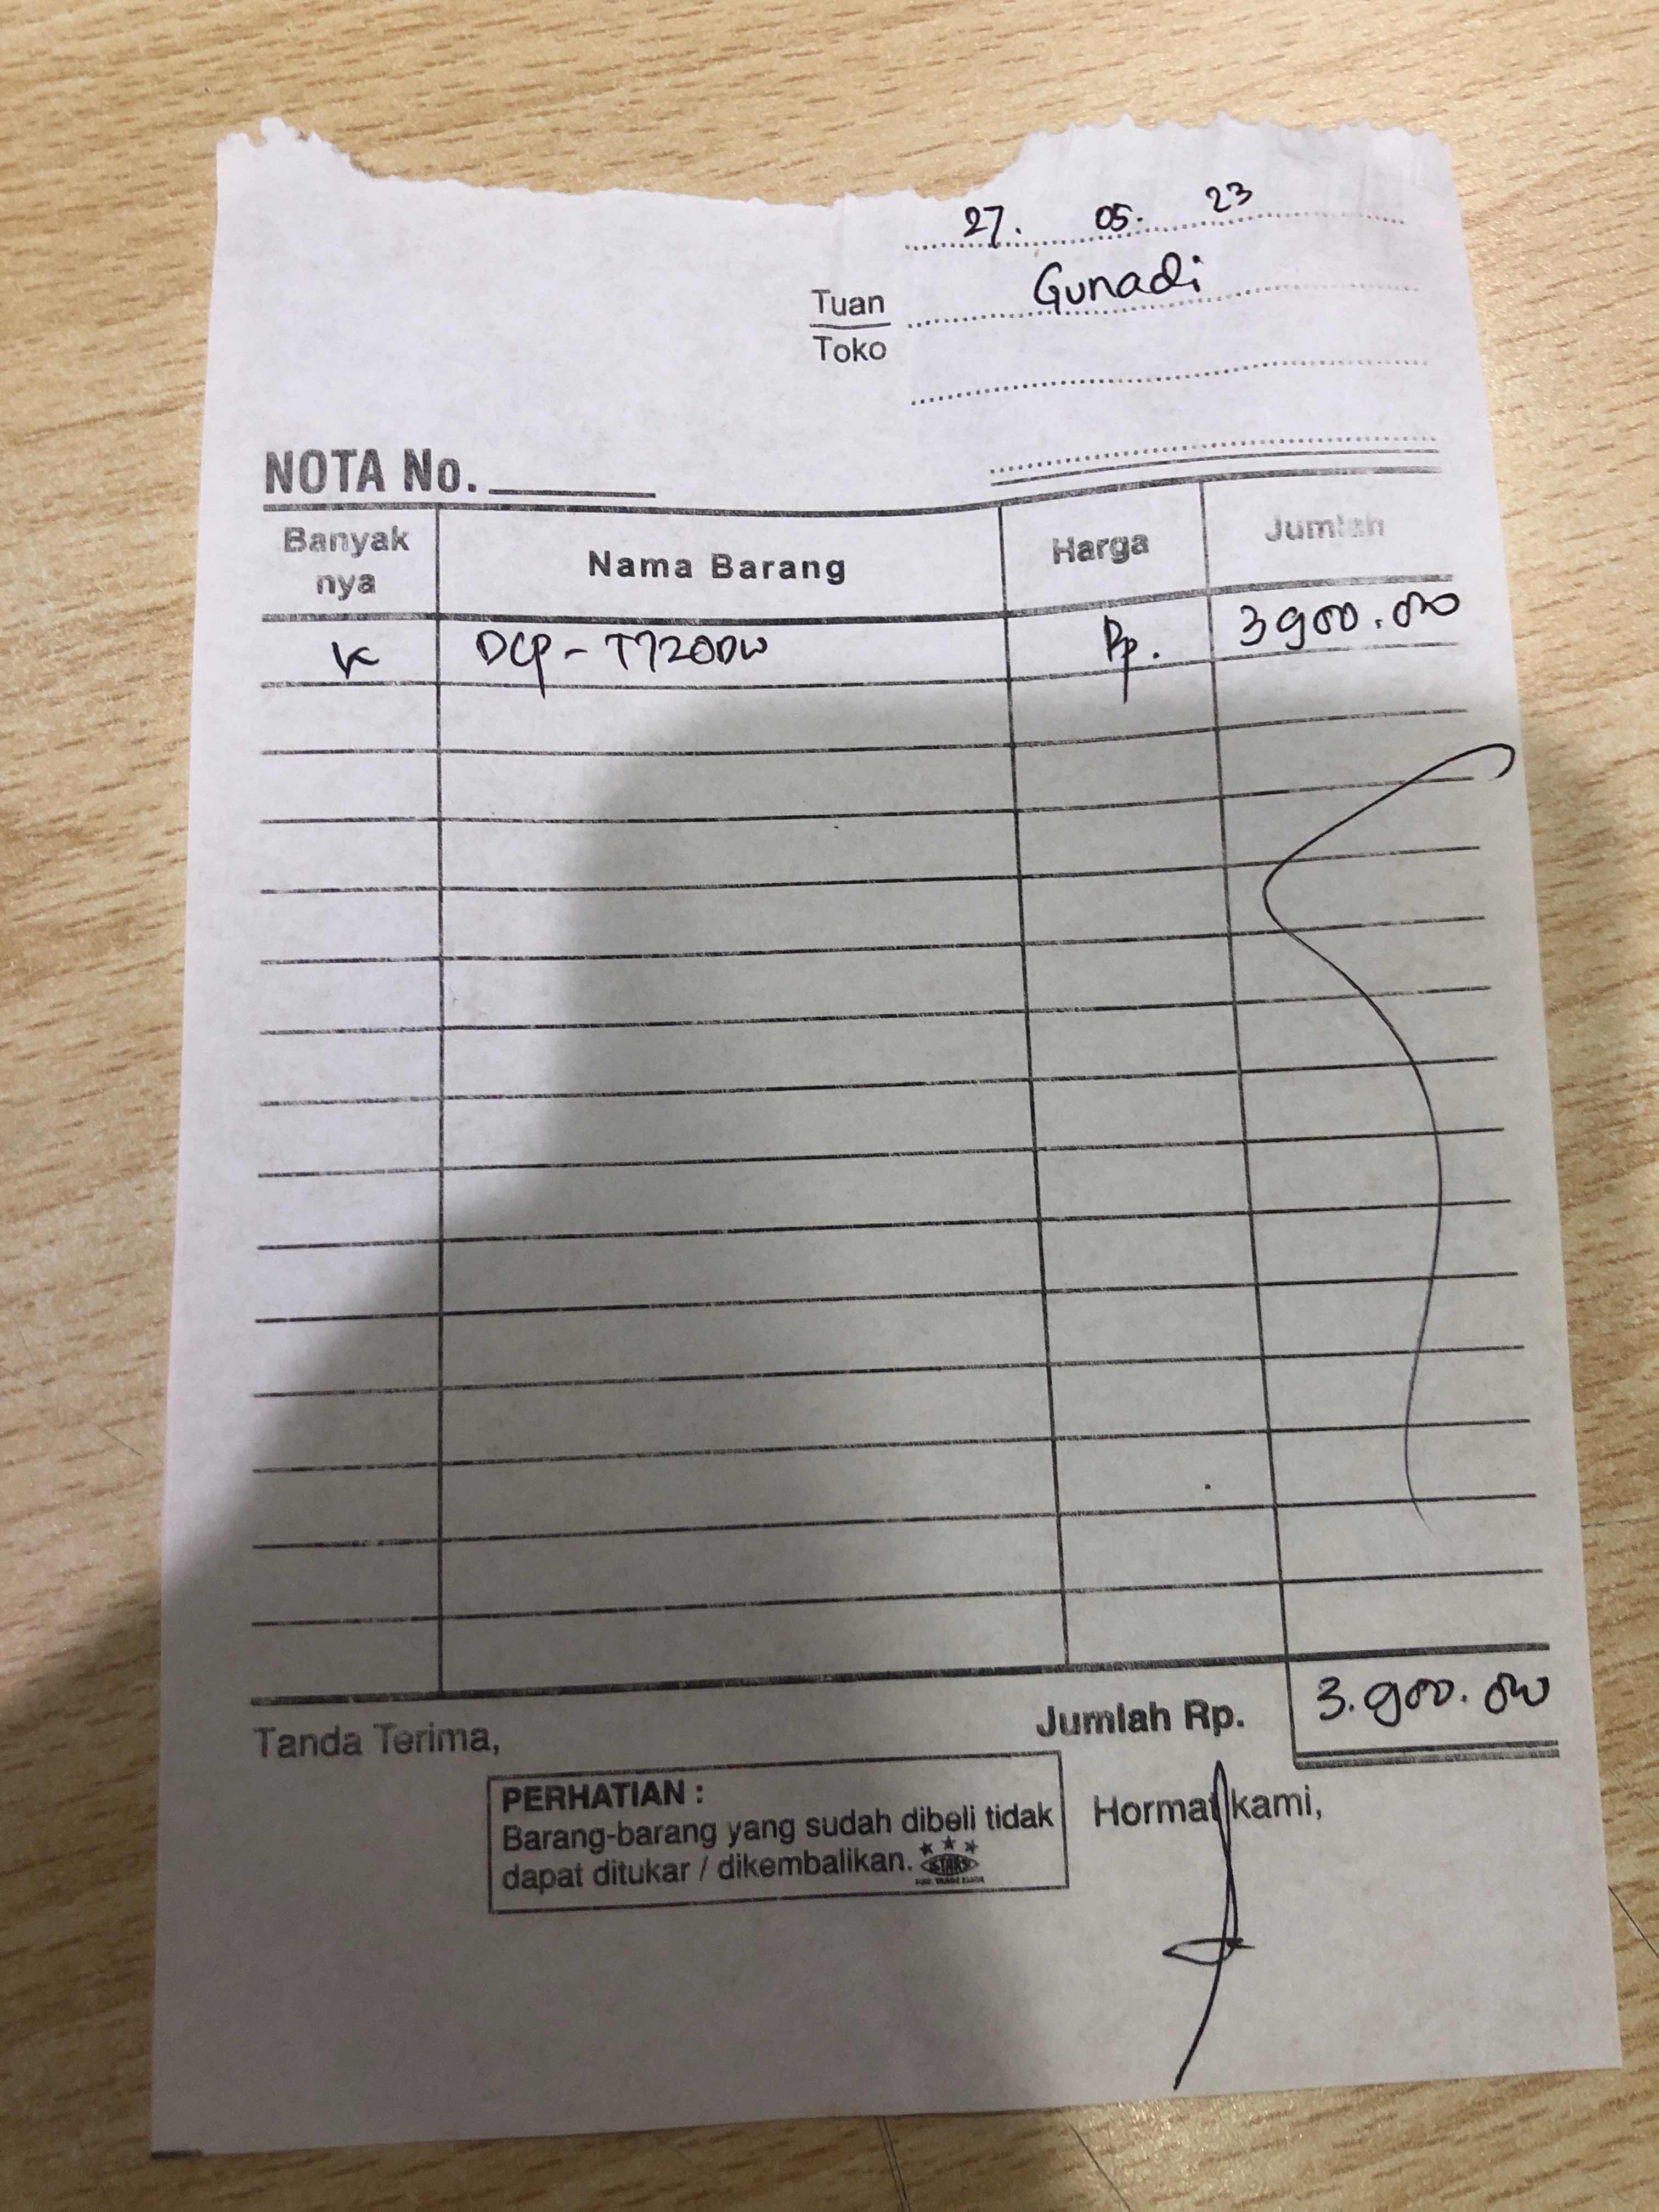 27. 05. 23
Tuan Gunadi
Toko
NOTA No.
Banyak nya Nama Barang Harga Jumlah
DCP-T720DW Rp. 3900.000
Jumlah Rp. 3.900.000
Tanda Terima,
PERHATIAN :
Barang-barang yang sudah dibeli tidak
dapat ditukar / dikembalikan.
Hormat kami,